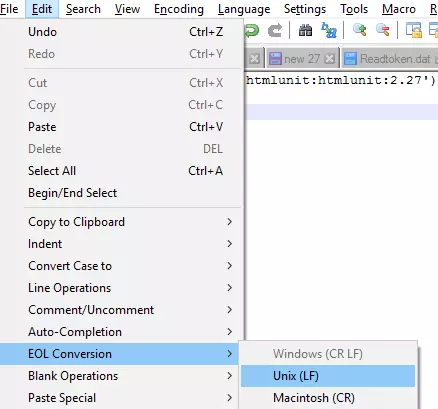 File Edit Search View Encoding Language Settings Tools Macro
Undo Ctrl+Z
Redo Ctrl+Y
new 27 Readtoken.dat
Cut Ctrl+X
htmlunit:htmlunit:2.27')
Copy Ctrl+C
Paste Ctrl+V
Delete DEL
Select All Ctrl+A
Begin/End Select
Copy to Clipboard
Indent
Convert Case to
Line Operations
Comment/Uncomment
Auto-Completion
EOL Conversion
Windows (CR LF)
Blank Operations
Unix (LF)
Paste Special
Macintosh (CR)